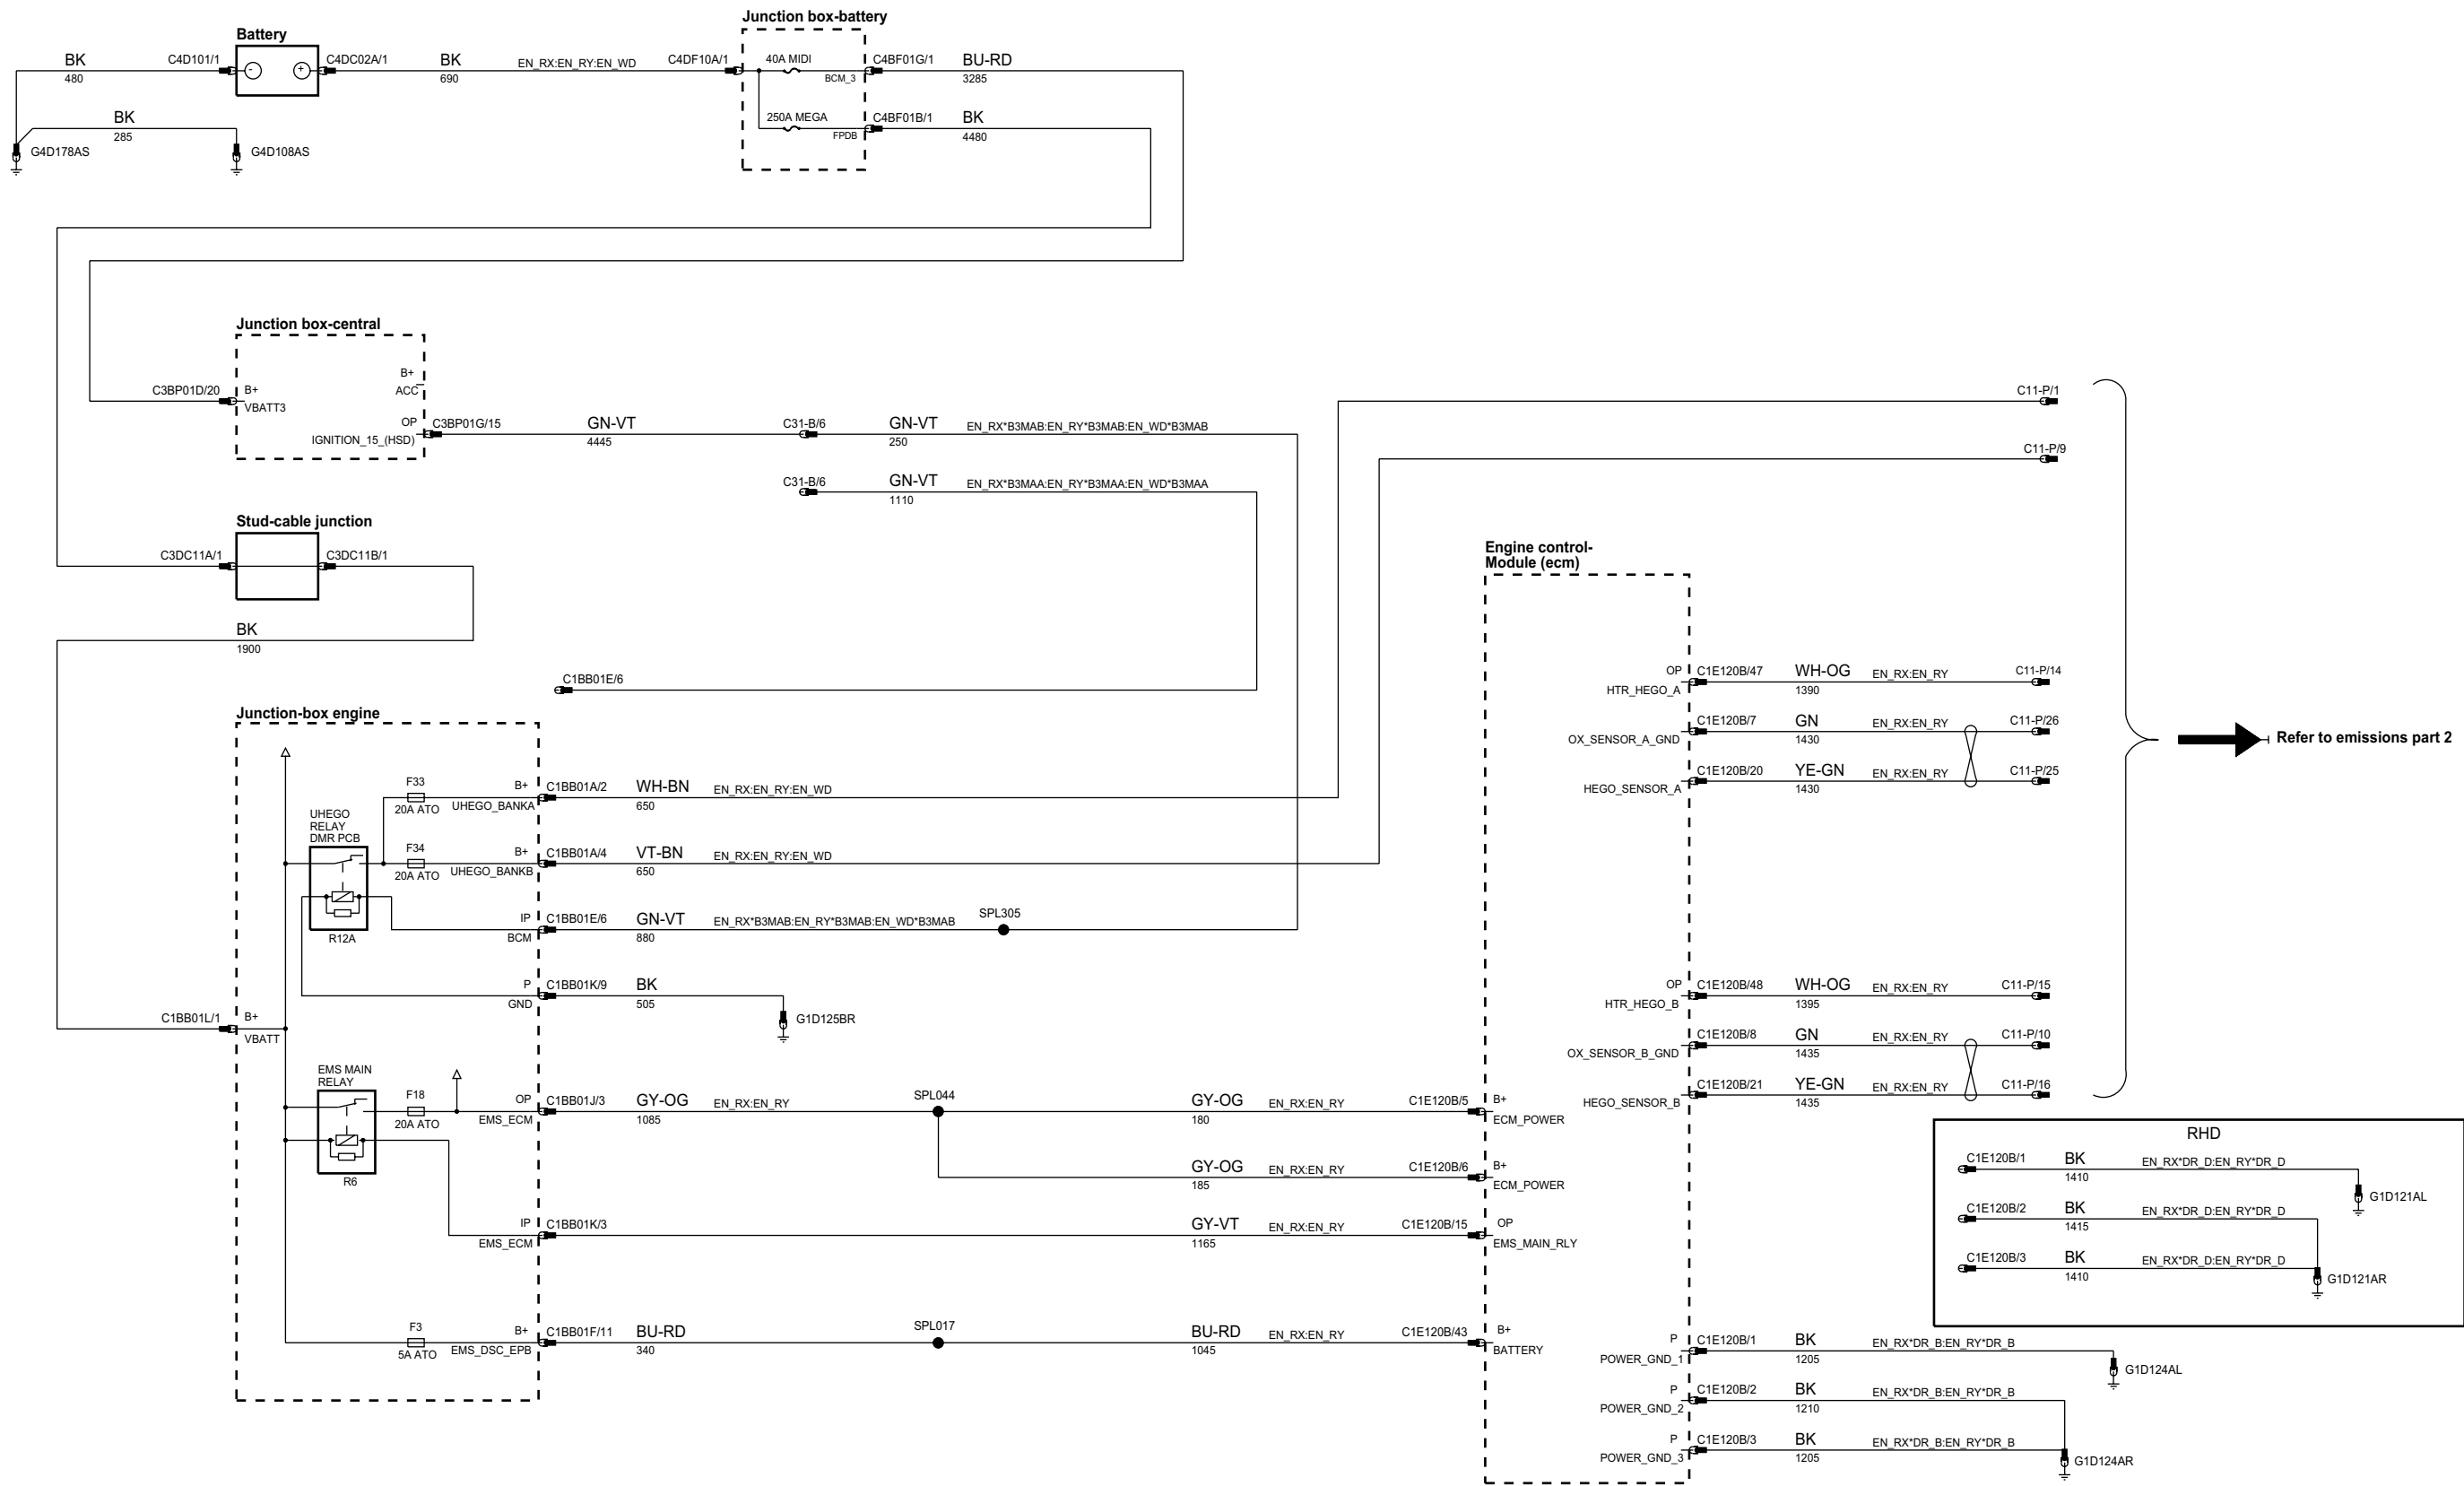 Junction box-battery
Battery
BK
480
C4D101/1
-
+
C4DC02A/1
BK
690
EN_RX:EN_RY:EN_WD
C4DF10A/1
40A MIDI
BCM_3
C4BF01G/1
BU-RD
3285
BK
285
250A MEGA
FPDB
C4BF01B/1
BK
4480
G4D178AS
G4D108AS
Junction box-central
B+
ACC
C3BP01D/20
B+
VBATT3
OP
IGNITION_15_(HSD)
C3BP01G/15
GN-VT
4445
C31-B/6
GN-VT
250
EN_RX*B3MAB:EN_RY*B3MAB:EN_WD*B3MAB
C31-B/6
GN-VT
1110
EN_RX*B3MAA:EN_RY*B3MAA:EN_WD*B3MAA
C11-P/1
C11-P/9
Stud-cable junction
C3DC11A/1
C3DC11B/1
BK
1900
C1BB01E/6
Engine control-
Module (ecm)
OP
HTR_HEGO_A
C1E120B/47
WH-OG
1390
EN_RX:EN_RY
C11-P/14
OX_SENSOR_A_GND
C1E120B/7
GN
1430
EN_RX:EN_RY
C11-P/26
HEGO_SENSOR_A
C1E120B/20
YE-GN
1430
EN_RX:EN_RY
C11-P/25
Refer to emissions part 2
Junction-box engine
F33
20A ATO
B+
UHEGO_BANKA
C1BB01A/2
WH-BN
650
EN_RX:EN_RY:EN_WD
UHEGO
RELAY
DMR PCB
R12A
F34
20A ATO
B+
UHEGO_BANKB
C1BB01A/4
VT-BN
650
EN_RX:EN_RY:EN_WD
IP
BCM
C1BB01E/6
GN-VT
880
EN_RX*B3MAB:EN_RY*B3MAB:EN_WD*B3MAB
SPL305
P
GND
C1BB01K/9
BK
505
G1D125BR
C1BB01L/1
B+
VBATT
OP
HTR_HEGO_B
C1E120B/48
WH-OG
1395
EN_RX:EN_RY
C11-P/15
OX_SENSOR_B_GND
C1E120B/8
GN
1435
EN_RX:EN_RY
C11-P/10
HEGO_SENSOR_B
C1E120B/21
YE-GN
1435
EN_RX:EN_RY
C11-P/16
EMS MAIN
RELAY
R6
F18
20A ATO
OP
EMS_ECM
C1BB01J/3
GY-OG
1085
EN_RX:EN_RY
SPL044
GY-OG
180
EN_RX:EN_RY
C1E120B/5
B+
ECM_POWER
GY-OG
185
EN_RX:EN_RY
C1E120B/6
B+
ECM_POWER
IP
EMS_ECM
C1BB01K/3
GY-VT
1165
EN_RX:EN_RY
C1E120B/15
OP
EMS_MAIN_RLY
F3
5A ATO
B+
EMS_DSC_EPB
C1BB01F/11
BU-RD
340
SPL017
BU-RD
1045
EN_RX:EN_RY
C1E120B/43
B+
BATTERY
RHD
C1E120B/1
BK
1410
EN_RX*DR_D:EN_RY*DR_D
G1D121AL
C1E120B/2
BK
1415
EN_RX*DR_D:EN_RY*DR_D
C1E120B/3
BK
1410
EN_RX*DR_D:EN_RY*DR_D
G1D121AR
P
POWER_GND_1
C1E120B/1
BK
1205
EN_RX*DR_B:EN_RY*DR_B
G1D124AL
P
POWER_GND_2
C1E120B/2
BK
1210
EN_RX*DR_B:EN_RY*DR_B
P
POWER_GND_3
C1E120B/3
BK
1205
EN_RX*DR_B:EN_RY*DR_B
G1D124AR